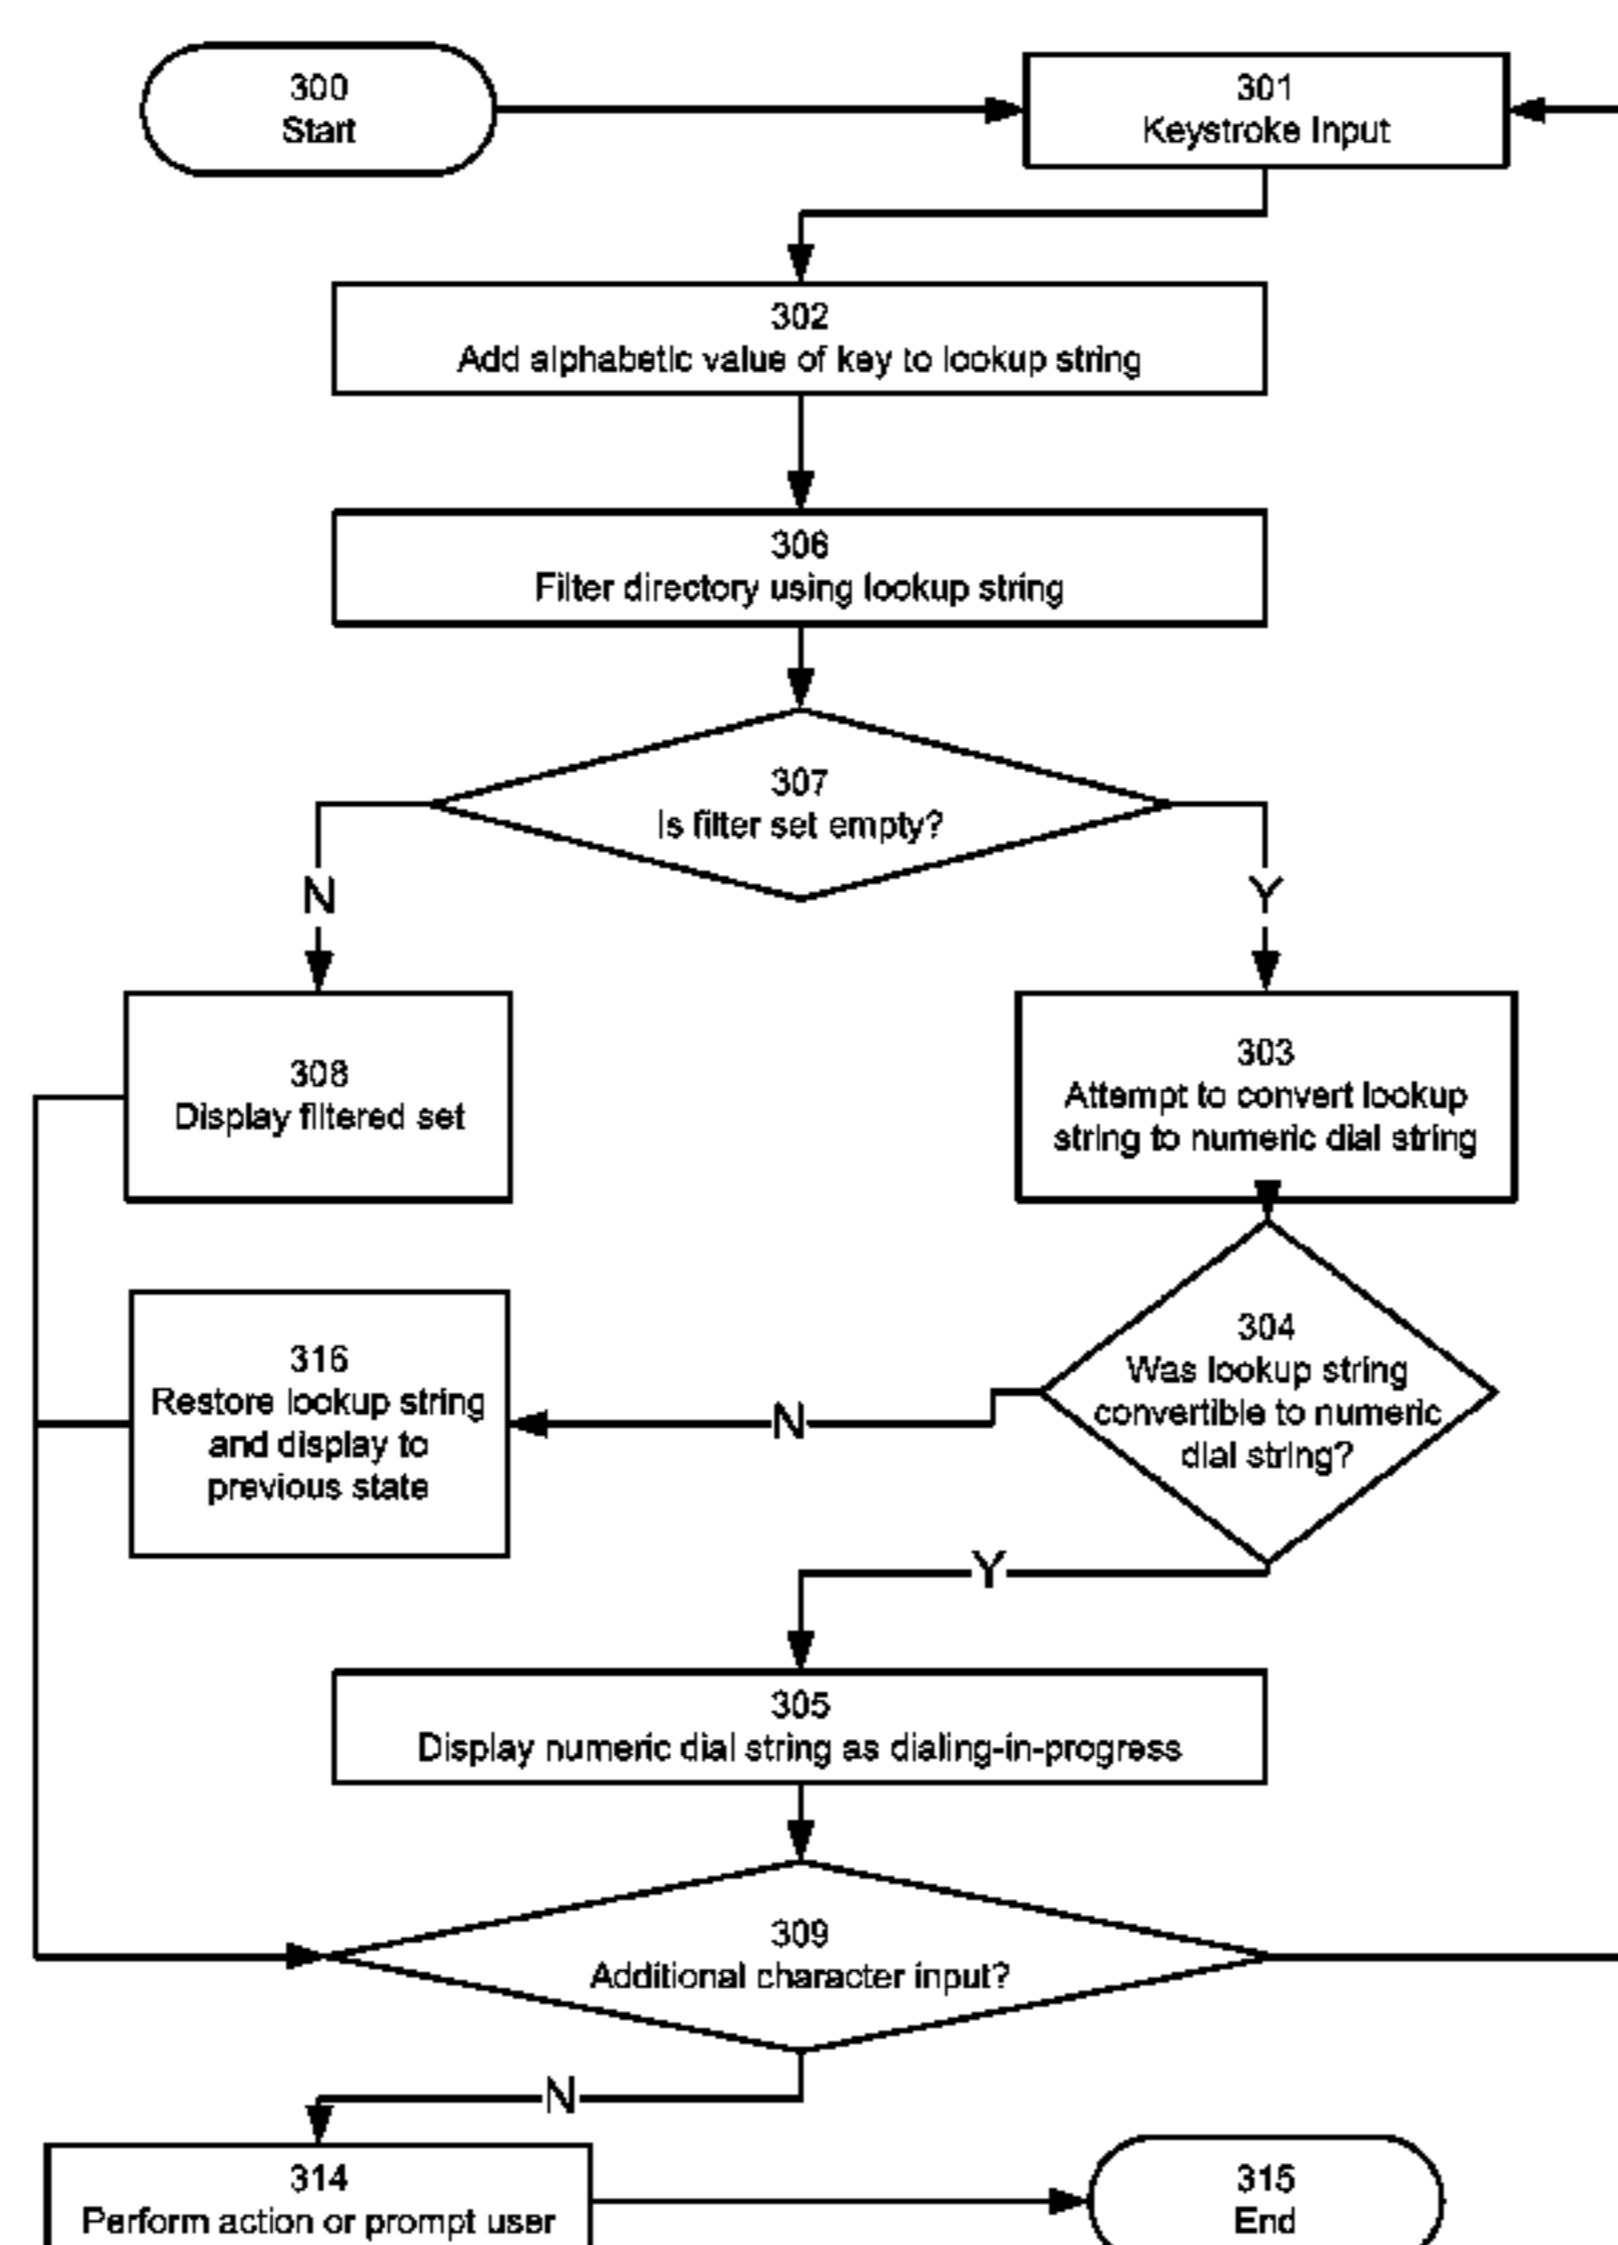 300
Start
301
Keystroke Input
302
Add alphabetic value of key to lookup string
306
Filter directory using lookup string
307
Is filter set empty?
N
Y
308
Display filtered set
303
Attempt to convert lookup
string to numeric dial string
304
Was lookup string
convertible to numeric
dial string?
316
Restore lookup string
and display to
previous state
N
Y
305
Display numeric dial string as dialing-in-progress
309
Additional character input?
N
314
Perform action or prompt user
315
End